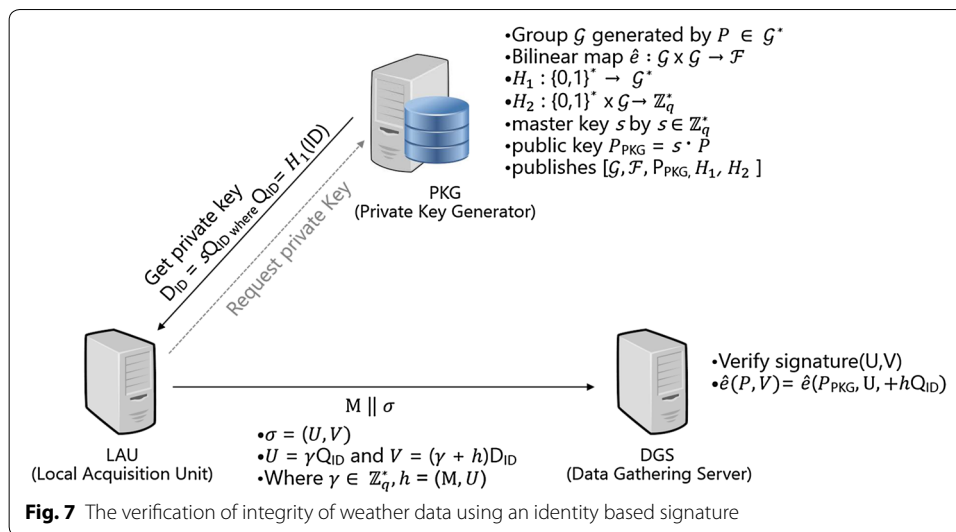 •Group 𝒢 generated by P ∈ 𝒢*
•Bilinear map ê : 𝒢 x 𝒢 → ℱ
•H₁ : {0,1}* → 𝒢*
•H₂ : {0,1}* x 𝒢 → ℤ*q
•master key s by s ∈ ℤ*q
•public key P_PKG = s · P
•publishes [𝒢, ℱ, P_PKG, H₁, H₂ ]
PKG
(Private Key Generator)
Get private key
D_ID = sQ_ID where Q_ID = H₁(ID)
Request private Key
LAU
(Local Acquisition Unit)
M || σ
•σ = (U, V)
•U = γQ_ID and V = (γ + h)D_ID
•Where γ ∈ ℤ*q, h = (M, U)
DGS
(Data Gathering Server)
•Verify signature(U,V)
•ê(P, V)= ê(P_PKG, U, +hQ_ID)
Fig. 7 The verification of integrity of weather data using an identity based signature